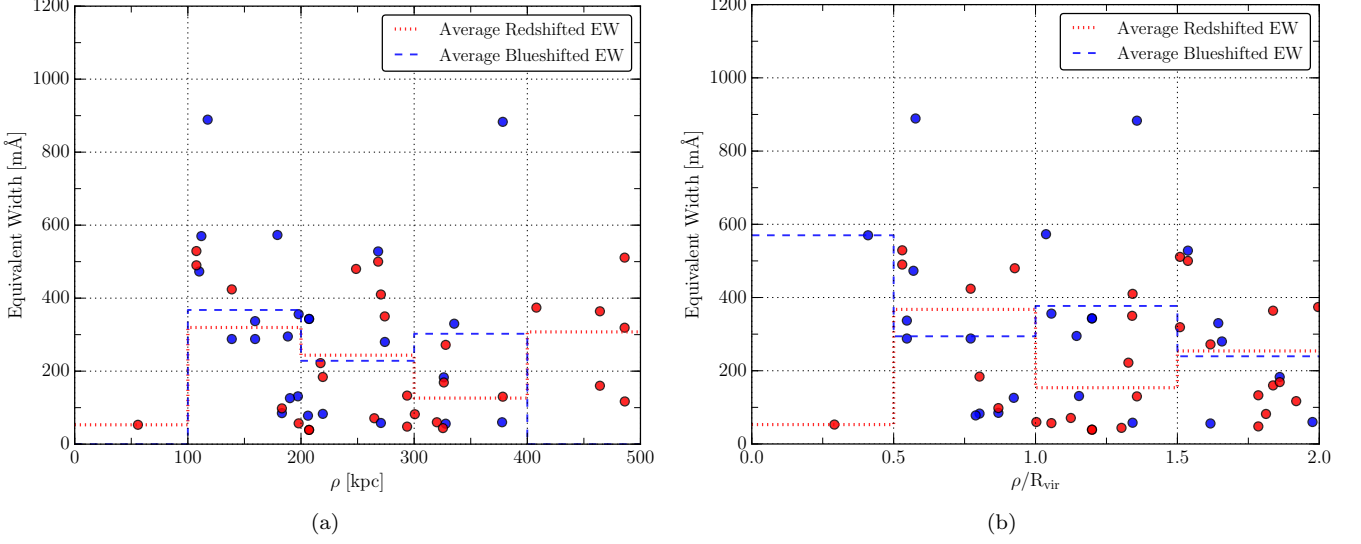 Average Redshifted EW
Average Blueshifted EW
1200
1000
800
600
400
200
0
Equivalent Width [mÅ]
0 100 200 300 400 500
ρ [kpc]
(a)
Average Redshifted EW
Average Blueshifted EW
1200
1000
800
600
400
200
0
Equivalent Width [mÅ]
0.0 0.5 1.0 1.5 2.0
ρ/R_vir
(b)